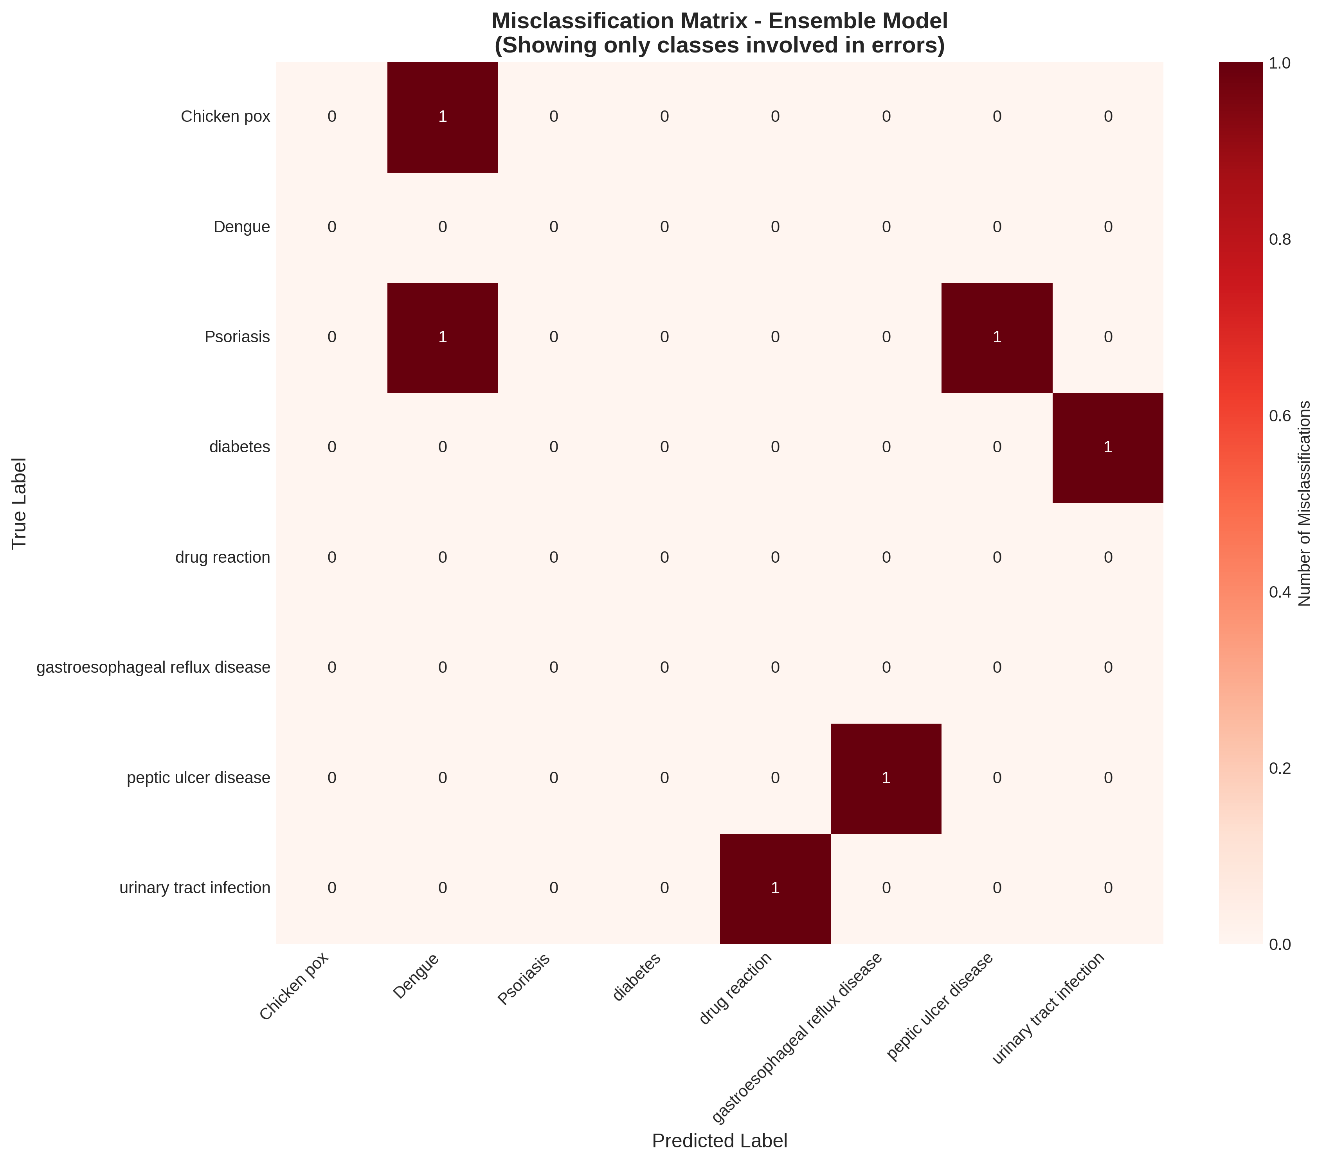 Misclassification Matrix - Ensemble Model
(Showing only classes involved in errors)
Chicken pox 0 1 0 0 0 0 0 0
Dengue 0 0 0 0 0 0 0 0
Psoriasis 0 1 0 0 0 0 1 0
diabetes 0 0 0 0 0 0 0 1
drug reaction 0 0 0 0 0 0 0 0
gastroesophageal reflux disease 0 0 0 0 0 0 0 0
peptic ulcer disease 0 0 0 0 0 1 0 0
urinary tract infection 0 0 0 0 1 0 0 0
True Label
Chicken pox
Dengue
Psoriasis
diabetes
drug reaction
gastroesophageal reflux disease
peptic ulcer disease
urinary tract infection
Predicted Label
1.0
0.8
0.6
0.4
0.2
0.0
Number of Misclassifications